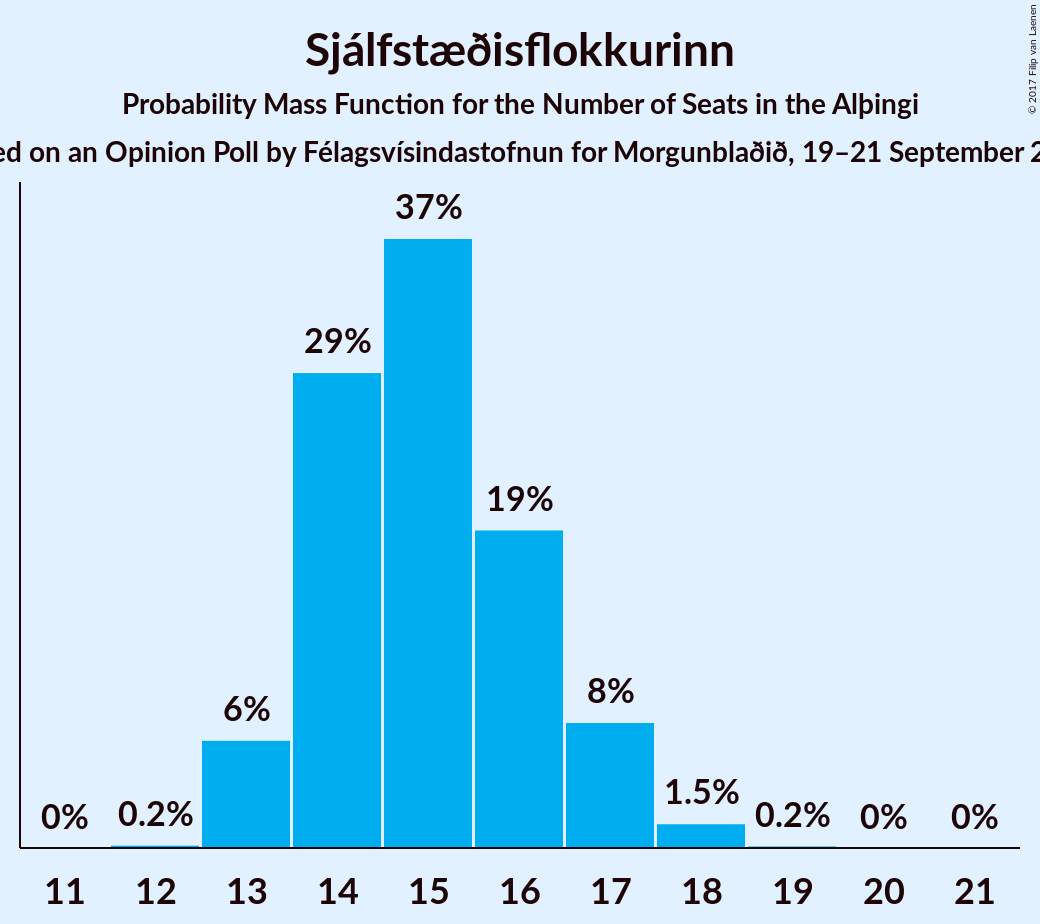 Sjálfstæðisflokkurinn
Probability Mass Function for the Number of Seats in the Alþingi
ed on an Opinion Poll by Félagsvísindastofnun for Morgunblaðið, 19–21 September 2
© 2017 Filip van Laenen
37%
29%
19%
8%
6%
1.5%
0% 0.2% 0.2% 0% 0%
11 12 13 14 15 16 17 18 19 20 21